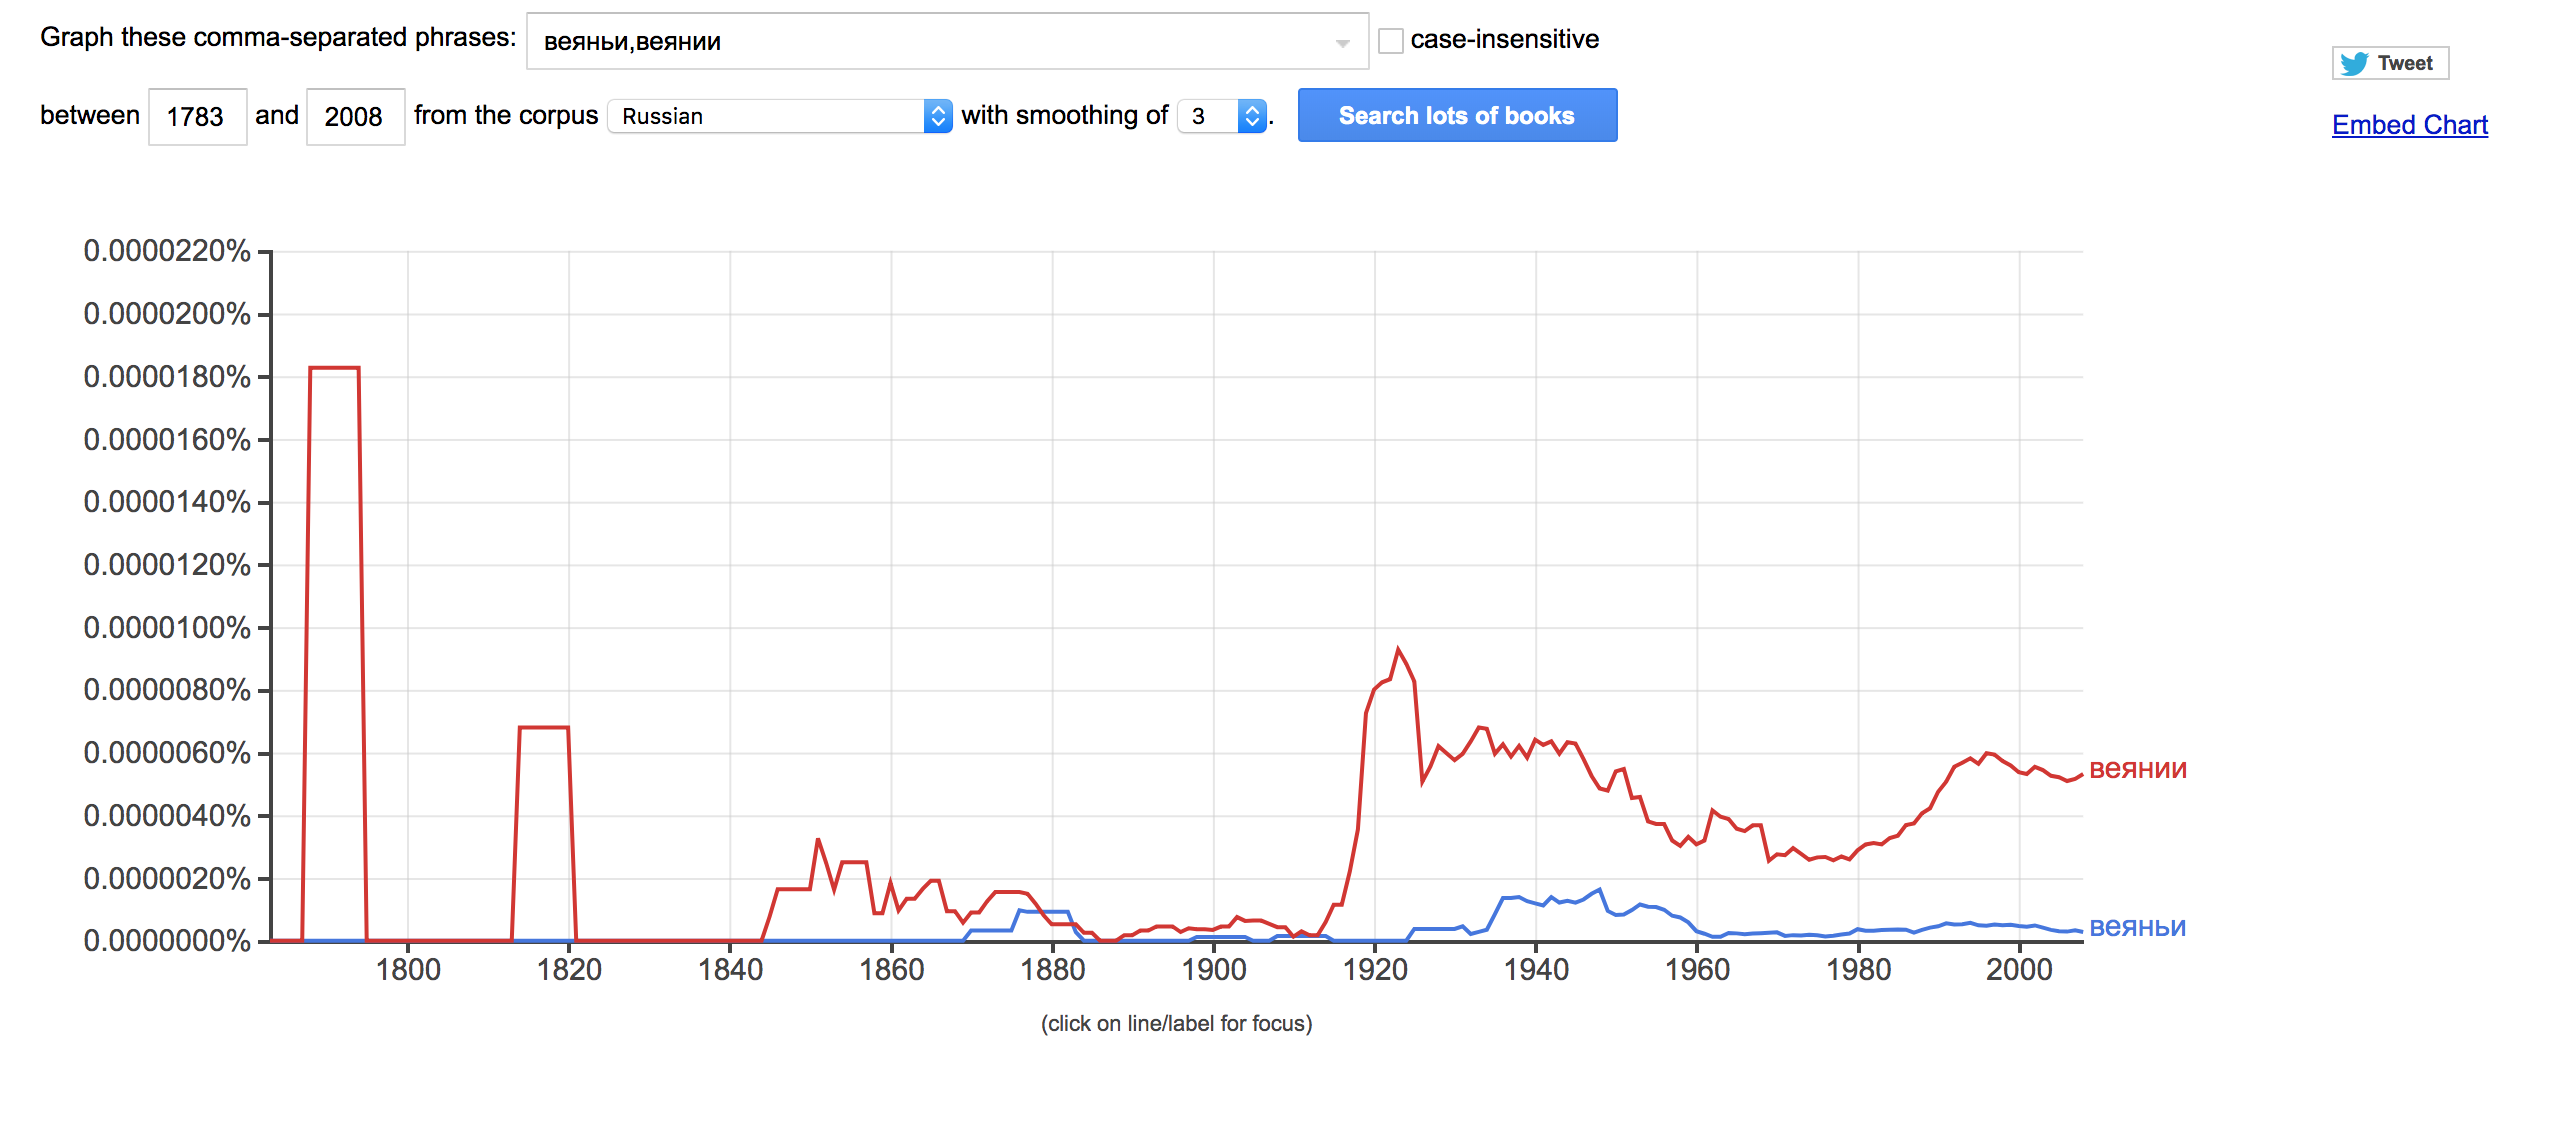 Graph these comma-separated phrases: веяньи,веянии case-insensitive
Tweet
between 1783 and 2008 from the corpus Russian with smoothing of 3 . Search lots of books
Embed Chart
0.0000220%
0.0000200%
0.0000180%
0.0000160%
0.0000140%
0.0000120%
0.0000100%
0.0000080%
0.0000060%
веянии
0.0000040%
0.0000020%
веяньи
0.0000000%
1800 1820 1840 1860 1880 1900 1920 1940 1960 1980 2000
(click on line/label for focus)